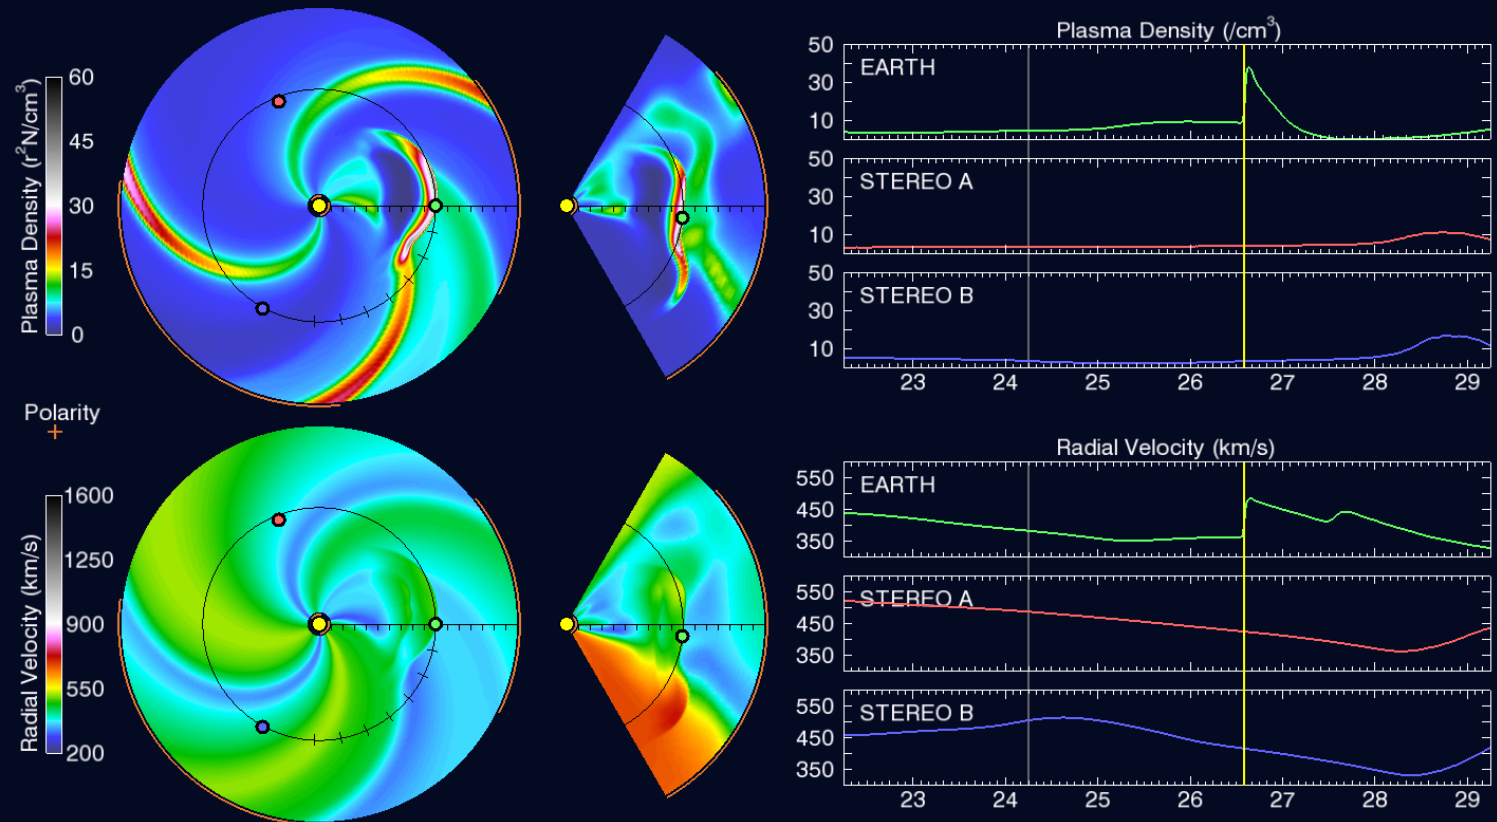 Plasma Density (r²N/cm³)
60
45
30
15
0
Plasma Density (/cm³)
50
30
10
EARTH
50
30
10
STEREO A
50
30
10
STEREO B
23 24 25 26 27 28 29
Polarity
+
Radial Velocity (km/s)
1600
1250
900
550
200
Radial Velocity (km/s)
550
450
350
EARTH
550
450
350
STEREO A
550
450
350
STEREO B
23 24 25 26 27 28 29